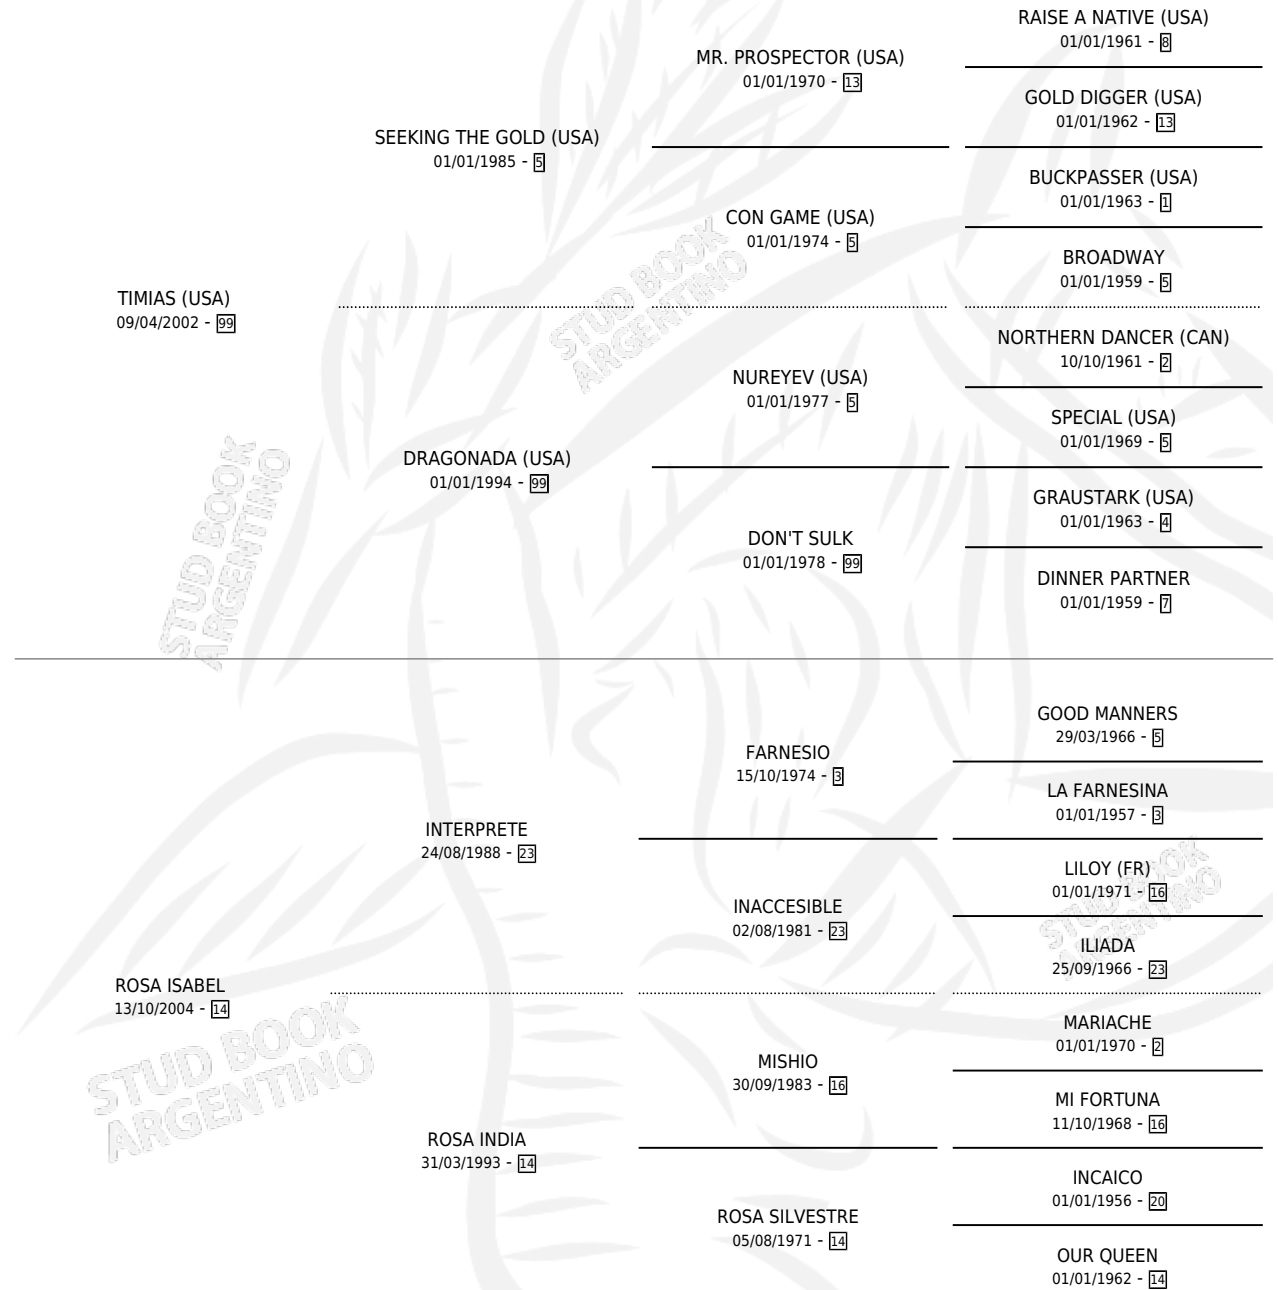 RAISE A NATIVE (USA)
01/01/1961 - 8
MR. PROSPECTOR (USA)
01/01/1970 - 13
GOLD DIGGER (USA)
01/01/1962 - 13
SEEKING THE GOLD (USA)
01/01/1985 - 5
BUCKPASSER (USA)
01/01/1963 - 1
CON GAME (USA)
01/01/1974 - 5
BROADWAY
01/01/1959 - 5
TIMIAS (USA)
09/04/2002 - 99
STUD BOOK
ARGENTINO
NORTHERN DANCER (CAN)
10/10/1961 - 2
NUREYEV (USA)
01/01/1977 - 5
SPECIAL (USA)
01/01/1969 - 5
DRAGONADA (USA)
01/01/1994 - 99
STUD BOOK
ARGENTINO
GRAUSTARK (USA)
01/01/1963 - 4
DON'T SULK
01/01/1978 - 99
DINNER PARTNER
01/01/1959 - 7
GOOD MANNERS
29/03/1966 - 5
FARNESIO
15/10/1974 - 3
LA FARNESINA
01/01/1957 - 3
INTERPRETE
24/08/1988 - 23
LILOY (FR)
01/01/1971 - 16
STUD BOOK
ARGENTINO
INACCESIBLE
02/08/1981 - 23
ILIADA
25/09/1966 - 23
ROSA ISABEL
13/10/2004 - 14
STUD BOOK
ARGENTINO
MARIACHE
01/01/1970 - 2
MISHIO
30/09/1983 - 16
MI FORTUNA
11/10/1968 - 16
ROSA INDIA
31/03/1993 - 14
INCAICO
01/01/1956 - 20
ROSA SILVESTRE
05/08/1971 - 14
OUR QUEEN
01/01/1962 - 14